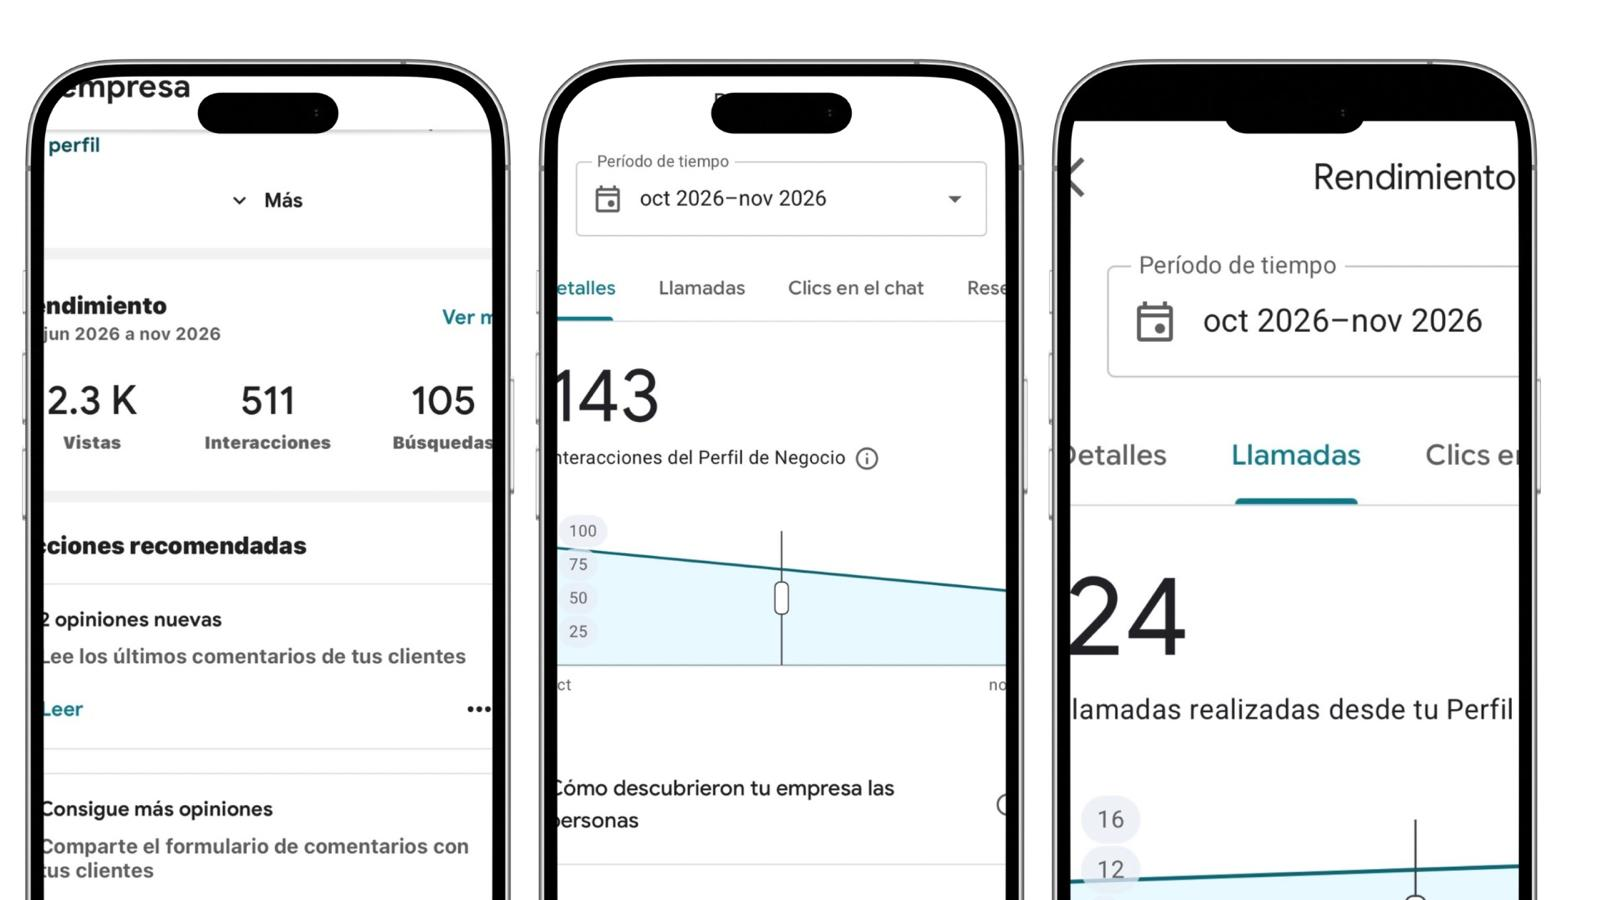 empresa
perfil
Más
endimiento
Ver m
jun 2026 a nov 2026
2.3 K
511
105
Vistas
Interacciones
Búsquedas
cciones recomendadas
2 opiniones nuevas
Lee los últimos comentarios de tus clientes
Leer
Consigue más opiniones
Comparte el formulario de comentarios con
tus clientes
Período de tiempo
oct 2026–nov 2026
etalles
Llamadas
Clics en el chat
Rese
143
nteracciones del Perfil de Negocio
100
75
50
25
ct
no
Cómo descubrieron tu empresa las
personas
Rendimiento
Período de tiempo
oct 2026–nov 2026
Detalles
Llamadas
Clics en
24
lamadas realizadas desde tu Perfil
16
12